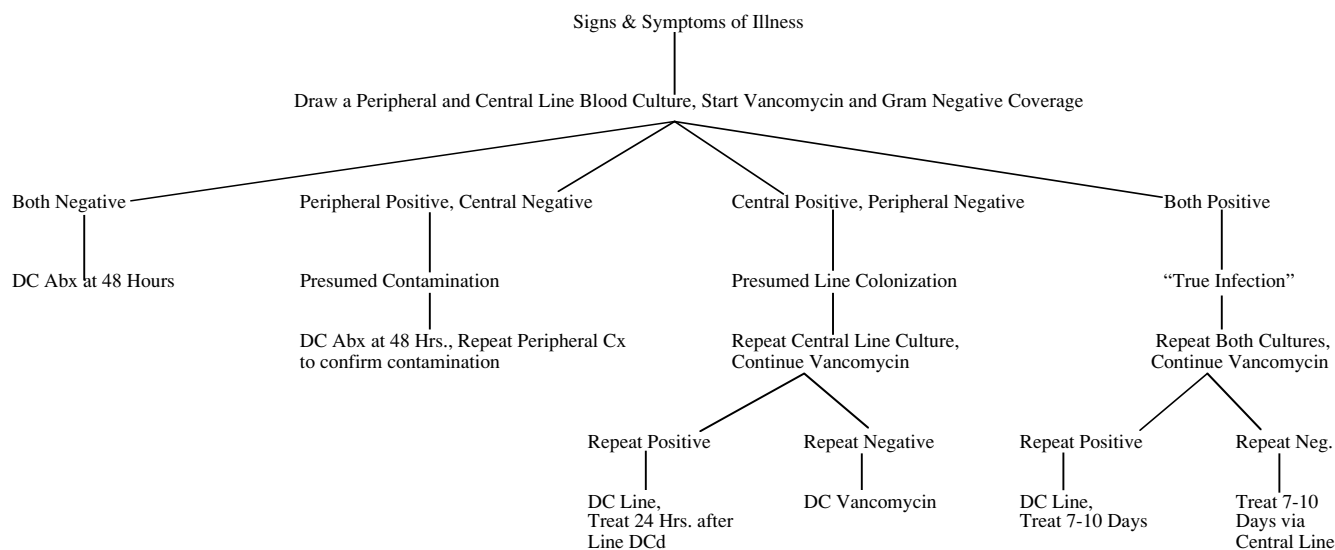 Signs & Symptoms of Illness
Draw a Peripheral and Central Line Blood Culture, Start Vancomycin and Gram Negative Coverage
Both Negative
Peripheral Positive, Central Negative
Central Positive, Peripheral Negative
Both Positive
DC Abx at 48 Hours
Presumed Contamination
Presumed Line Colonization
“True Infection”
DC Abx at 48 Hrs., Repeat Peripheral Cx
to confirm contamination
Repeat Central Line Culture,
Continue Vancomycin
Repeat Both Cultures,
Continue Vancomycin
Repeat Positive
Repeat Negative
Repeat Positive
Repeat Neg.
DC Line,
Treat 24 Hrs. after
Line DCd
DC Vancomycin
DC Line,
Treat 7-10 Days
Treat 7-10
Days via
Central Line